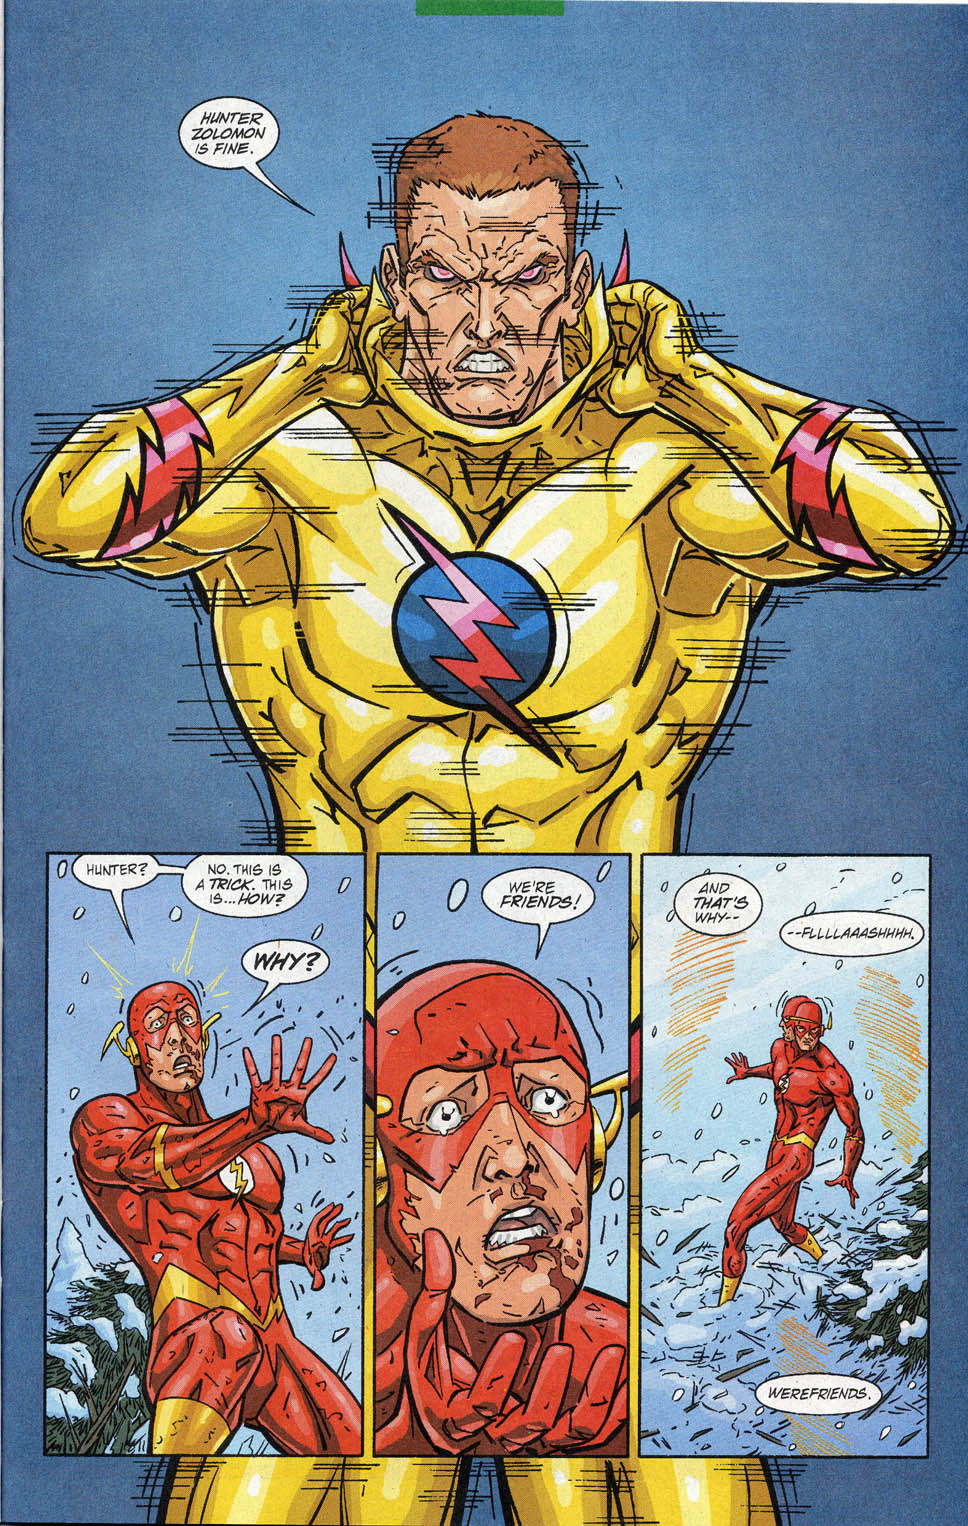 HUNTER
ZOLOMON
IS FINE.
HUNTER?
NO. THIS IS
A TRICK. THIS
IS...HOW?
WHY?
WE'RE
FRIENDS!
AND
THAT'S
WHY--
--FLLLLAAASHHHH.
WEREFRIENDS.